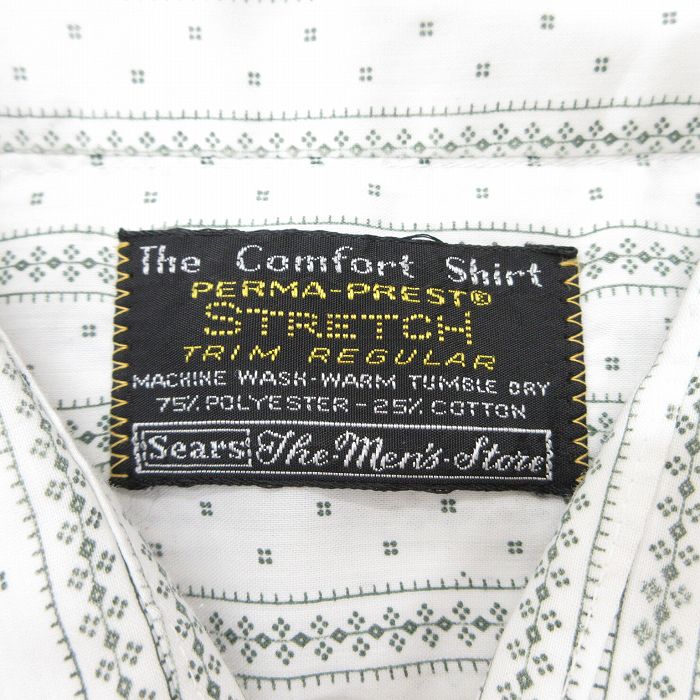 The Comfort Shirt
PERMA-PREST®
STRETCH
TRIM REGULAR
MACHINE WASH-WARM TUMBLE DRY
75% POLYESTER - 25% COTTON
Sears The Men's Store